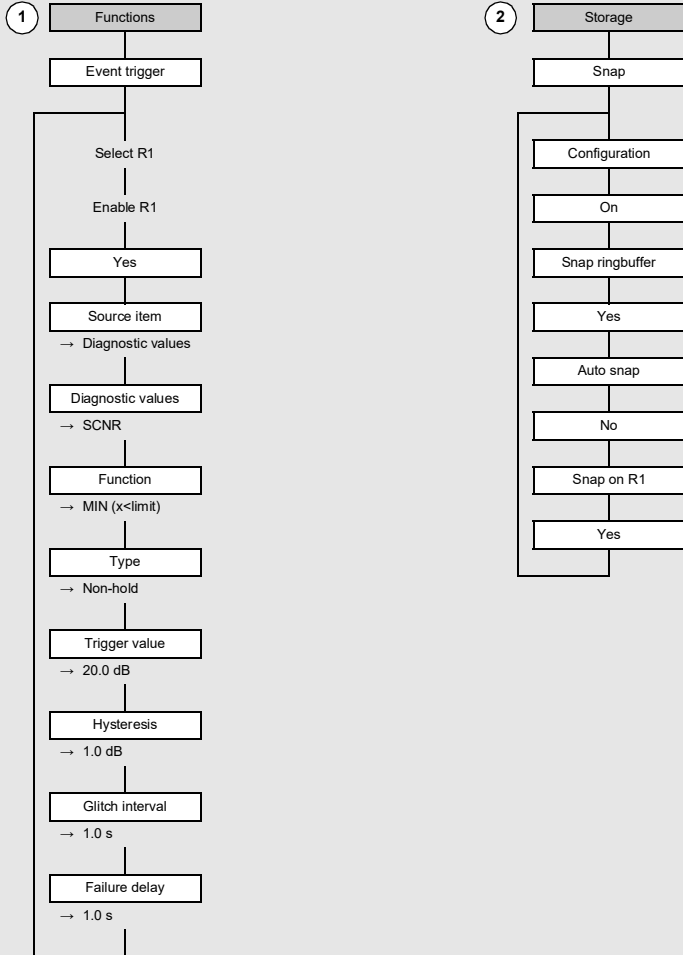 1
Functions
Event trigger
Select R1
Enable R1
Yes
Source item
→ Diagnostic values
Diagnostic values
→ SCNR
Function
→ MIN (x<limit)
Type
→ Non-hold
Trigger value
→ 20.0 dB
Hysteresis
→ 1.0 dB
Glitch interval
→ 1.0 s
Failure delay
→ 1.0 s
2
Storage
Snap
Configuration
On
Snap ringbuffer
Yes
Auto snap
No
Snap on R1
Yes